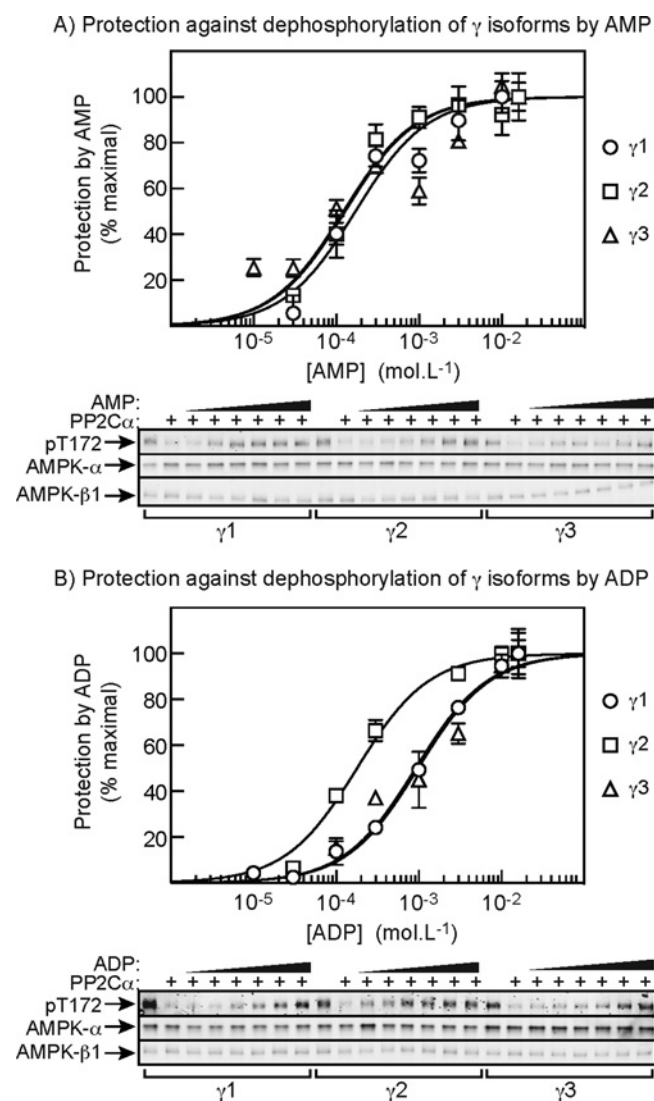 A) Protection against dephosphorylation of γ isoforms by AMP
Protection by AMP
(% maximal)
100
80
60
40
20
10-5 10-4 10-3 10-2
[AMP] (mol.L-1)
γ1
γ2
γ3
AMP:
PP2Cα: + + + + + + + + + + + + + + + + + + + + +
pT172
AMPK-α
AMPK-β1
γ1 γ2 γ3
B) Protection against dephosphorylation of γ isoforms by ADP
Protection by ADP
(% maximal)
100
80
60
40
20
10-5 10-4 10-3 10-2
[ADP] (mol.L-1)
γ1
γ2
γ3
ADP:
PP2Cα: + + + + + + + + + + + + + + + + + + + + +
pT172
AMPK-α
AMPK-β1
γ1 γ2 γ3